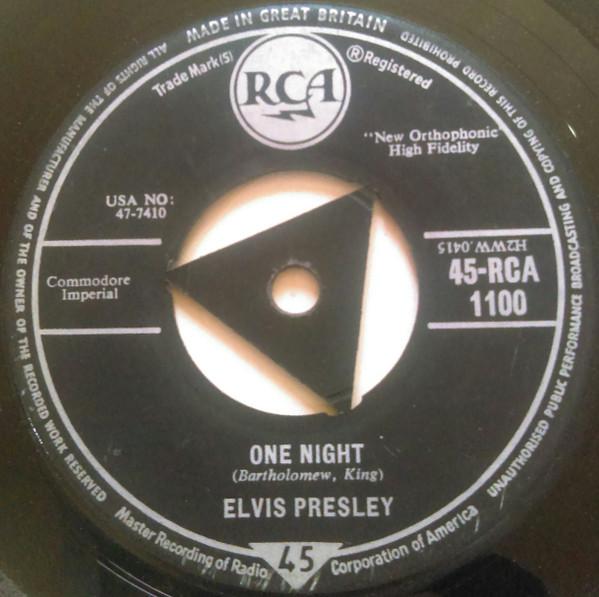 MADE IN GREAT BRITAIN
ALL RIGHTS OF THE MANUFACTURER AND OF THE OWNER OF THE RECORDED WORK RESERVED
UNAUTHORISED PUBLIC PERFORMANCE BROADCASTING AND COPYING OF THIS RECORD PROHIBITED
Trade Mark(s)
®Registered
RCA
"New Orthophonic"
High Fidelity
USA NO:
47-7410
H2WW.0415
45-RCA
1100
Commodore
Imperial
ONE NIGHT
(Bartholomew, King)
ELVIS PRESLEY
Master Recording of Radio
45
Corporation of America